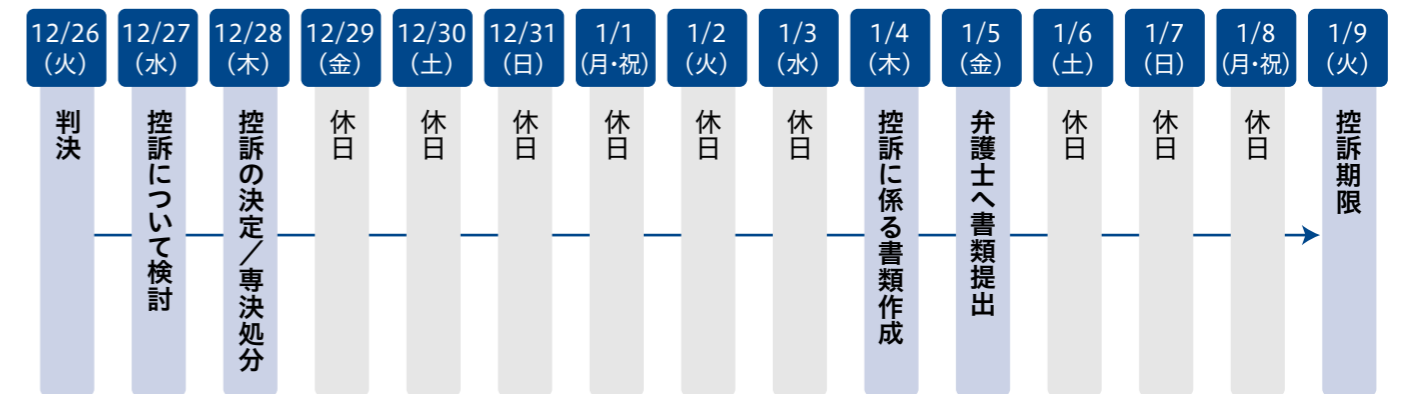 12/26
(火)
判決
12/27
(水)
控訴について検討
12/28
(木)
控訴の決定/専決処分
12/29
(金)
休日
12/30
(土)
休日
12/31
(日)
休日
1/1
(月・祝)
休日
1/2
(火)
休日
1/3
(水)
休日
1/4
(木)
控訴に係る書類作成
1/5
(金)
弁護士へ書類提出
1/6
(土)
休日
1/7
(日)
休日
1/8
(月・祝)
休日
1/9
(火)
控訴期限